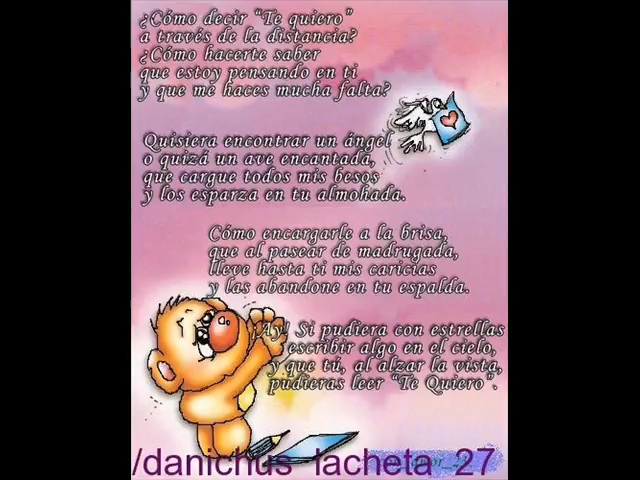 ¿Cómo decir “Te quiero”
a través de la distancia?
¿Cómo hacerte saber
que estoy pensando en ti
y que me haces mucha falta?
Quisiera encontrar un ángel
o quizá un ave encantada,
que cargue todos mis besos
y los esparza en tu almohada.
Cómo encargarle a la brisa,
que al pasear de madrugada,
lleve hasta ti mis caricias
y las abandone en tu espalda.
¡Ay! Si pudiera con estrellas
escribir algo en el cielo,
y que tú, al alzar la vista,
pudieras leer “Te Quiero”.
/danichus_lacheta_27